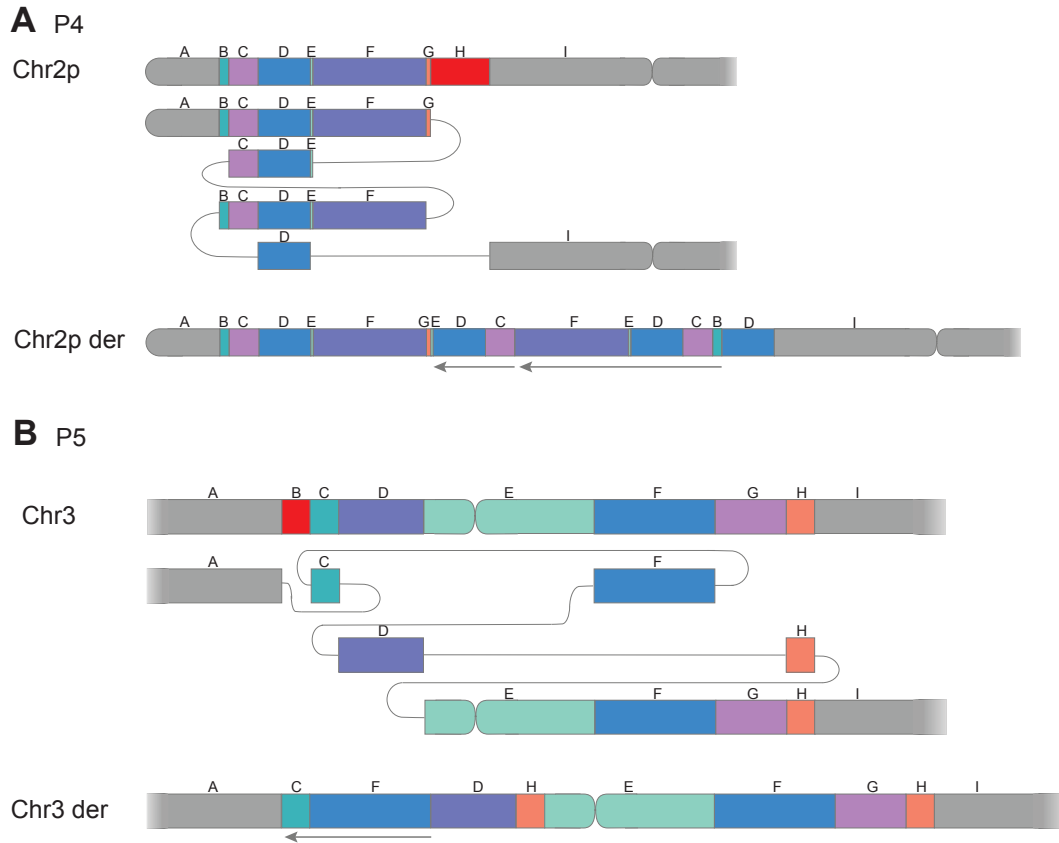 A P4
A B C D E F G H I
Chr2p
A B C D E F G
C D E
B C D E F
D I
A B C D E F G E D C F E D C B D I
Chr2p der
B P5
A B C D E F G H I
Chr3
A C F
D H
E F G H I
A C F D H E F G H I
Chr3 der